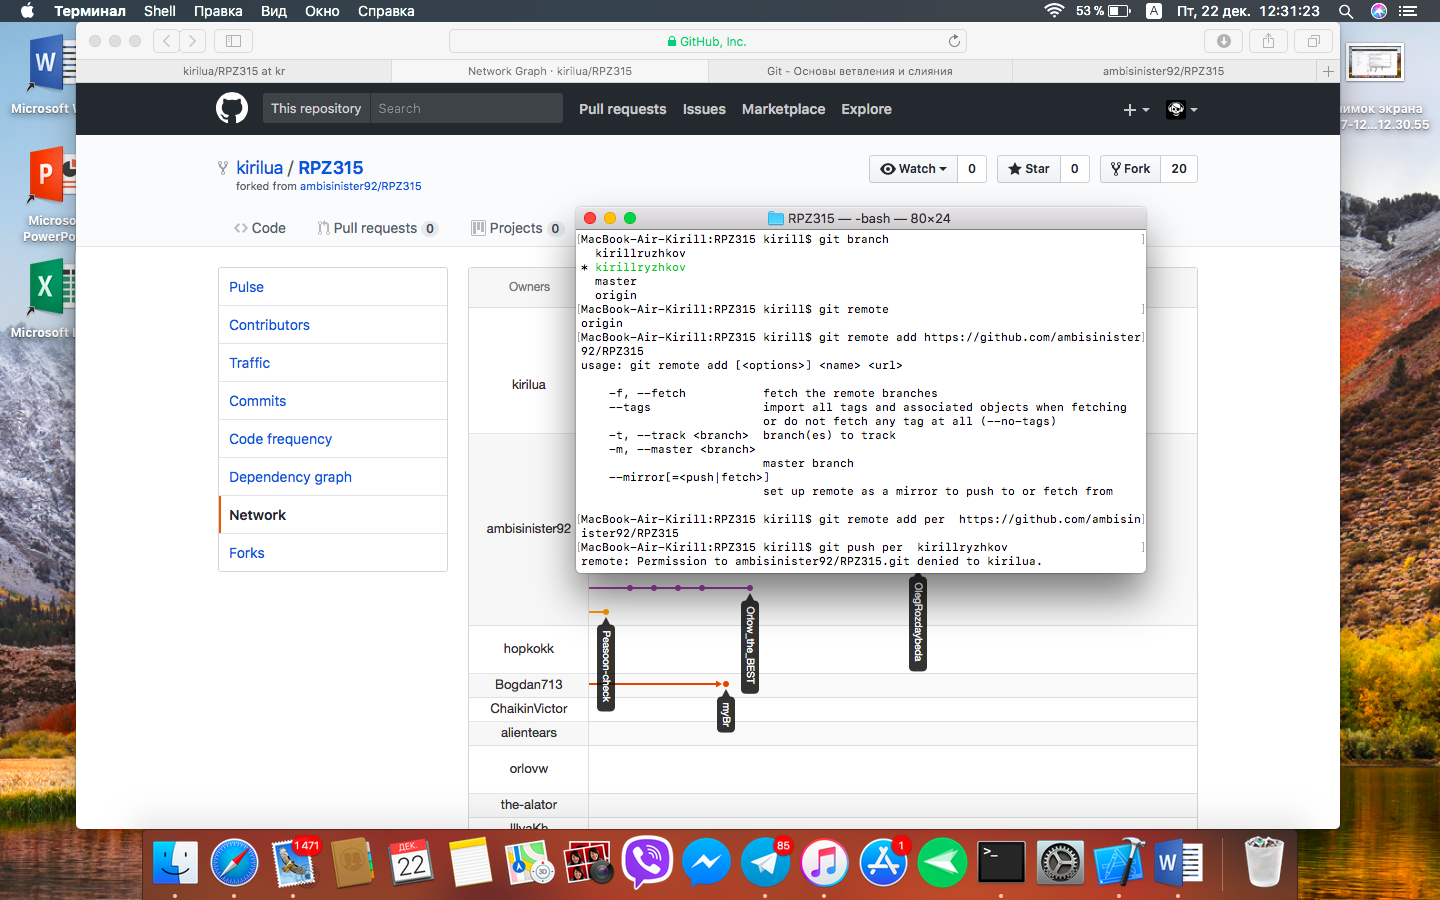 Терминал Shell Правка Вид Окно Справка
53 % A Пт, 22 дек. 12:31:23
GitHub, Inc.
kirilua/RPZ315 at kr
Network Graph · kirilua/RPZ315
Git - Основы ветвления и слияния
ambisinister92/RPZ315
This repository Search
Pull requests Issues Marketplace Explore
kirilua / RPZ315
forked from ambisinister92/RPZ315
Watch 0 Star 0 Fork 20
Code Pull requests 0 Projects 0
Pulse
Contributors
Traffic
Commits
Code frequency
Dependency graph
Network
Forks
Owners
kirilua
ambisinister92
hopkokk
Bogdan713
ChaikinVictor
alientears
orlovw
the-alator
IllyaKh
Peasoon-check
myBr
Orlow_the_BEST
OlegRozdaybeda
RPZ315 — -bash — 80×24
[MacBook-Air-Kirill:RPZ315 kirill$ git branch ]
kirillruzhkov
* kirillryzhkov
master
origin
[MacBook-Air-Kirill:RPZ315 kirill$ git remote ]
origin
[MacBook-Air-Kirill:RPZ315 kirill$ git remote add https://github.com/ambisinister]
92/RPZ315
usage: git remote add [<options>] <name> <url>
-f, --fetch fetch the remote branches
--tags import all tags and associated objects when fetching
or do not fetch any tag at all (--no-tags)
-t, --track <branch> branch(es) to track
-m, --master <branch>
master branch
--mirror[=<push|fetch>]
set up remote as a mirror to push to or fetch from
[MacBook-Air-Kirill:RPZ315 kirill$ git remote add per  https://github.com/ambisin]
ister92/RPZ315
[MacBook-Air-Kirill:RPZ315 kirill$ git push per  kirillryzhkov ]
remote: Permission to ambisinister92/RPZ315.git denied to kirilua.
W
Microsoft W
P
Microso
PowerPo
X
Microsoft
имок экрана
7-12...12.30.55
1 471
ДЕК.
22
3D
85
1
>_
W